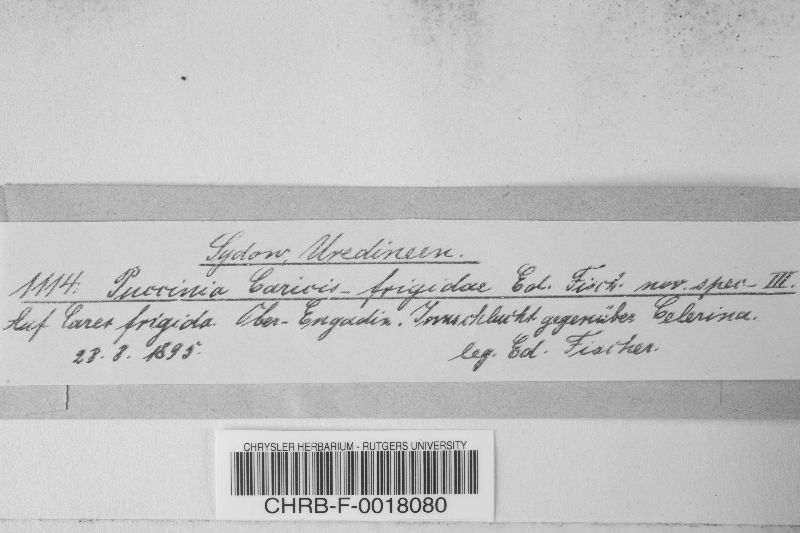 Sydow, Uredineen.
1114. Puccinia Caricis-frigidae Ed. Fisch. nov. spec- III.
Auf Carex frigida. Ober-Engadin. Innschlucht gegenüber Celerina.
28. 8. 1895. leg. Ed. Fischer.
CHRYSLER HERBARIUM - RUTGERS UNIVERSITY
CHRB-F-0018080